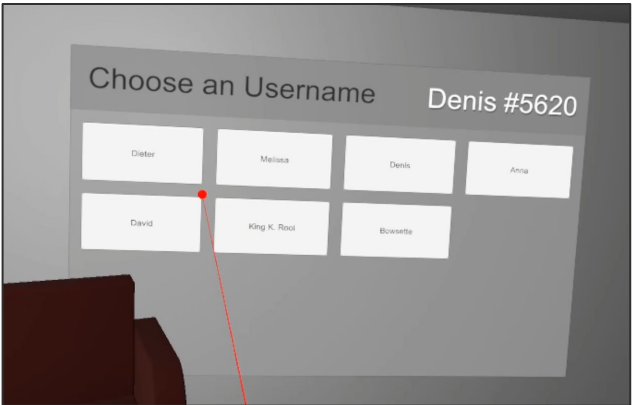 Choose an Username
Denis #5620
Dieter
Melissa
Denis
Anna
David
King K. Rool
Bowsette